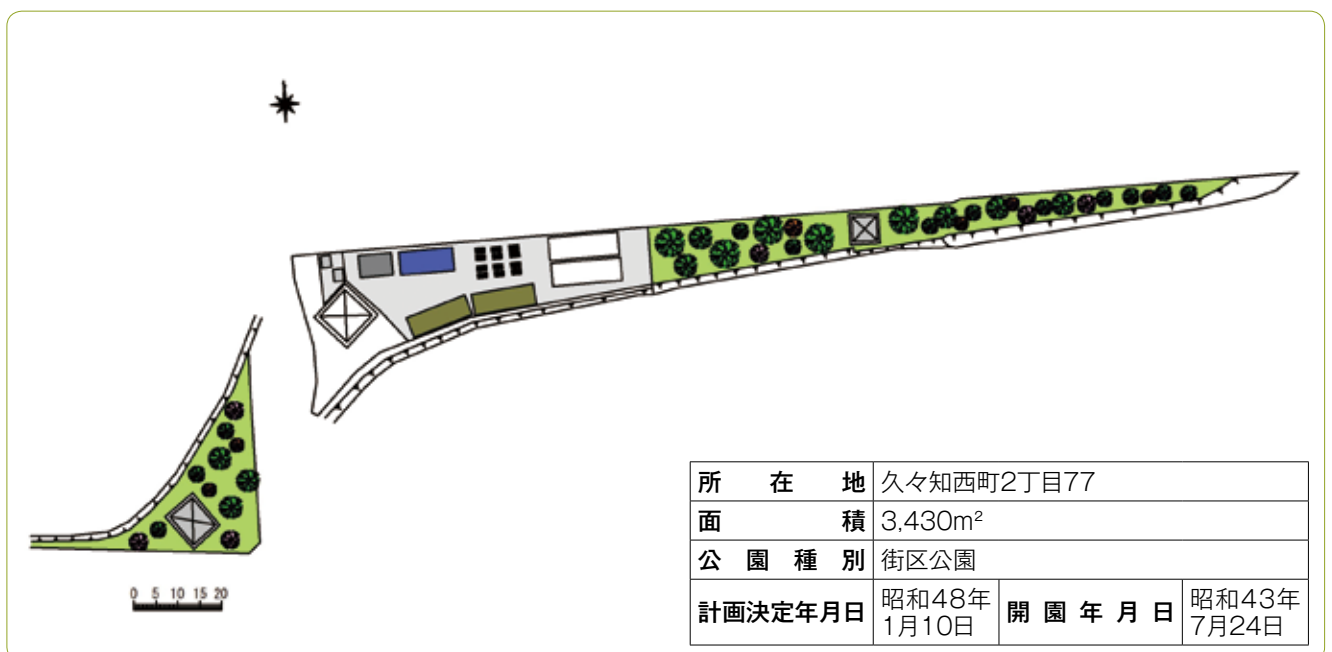 0 5 10 15 20
所在地 久々知西町2丁目77
面積 3,430m²
公園種別 街区公園
計画決定年月日 昭和48年1月10日 開園年月日 昭和43年7月24日